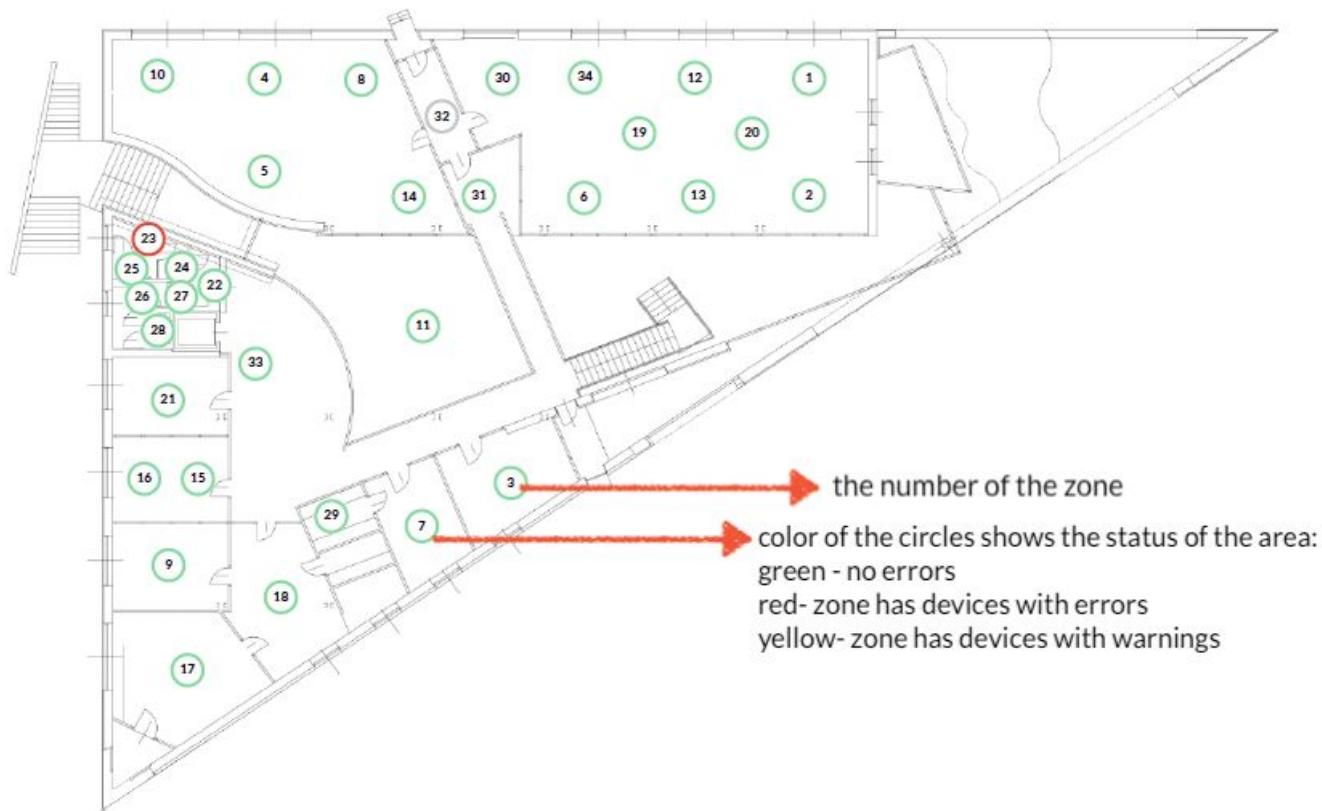 10 4 8 30 34 12 1
32
19 20
5
14 31 6 13 2
23
25 24
22
26 27
28
11
33
21
16 15
3 the number of the zone
29
7 color of the circles shows the status of the area:
green - no errors
9
red- zone has devices with errors
18
yellow- zone has devices with warnings
17